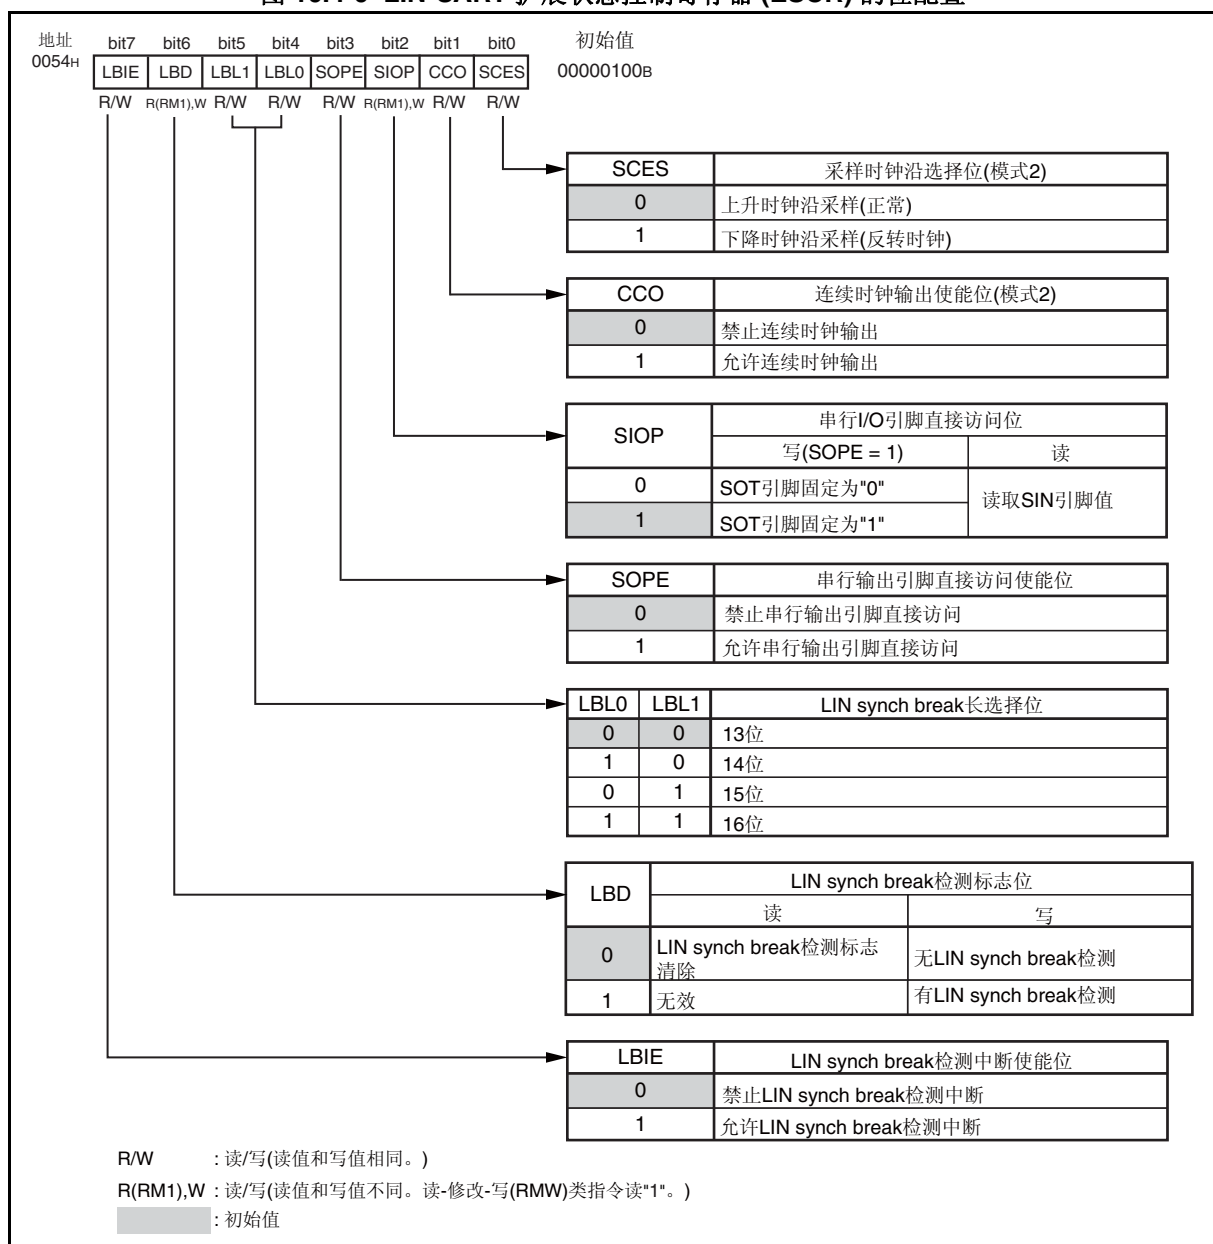 地址 bit7 bit6 bit5 bit4 bit3 bit2 bit1 bit0 初始值
0054H LBIE LBD LBL1 LBL0 SOPE SIOP CCO SCES 00000100B
R/W R(RM1),W R/W R/W R/W R(RM1),W R/W R/W
SCES 采样时钟沿选择位(模式2)
0 上升时钟沿采样(正常)
1 下降时钟沿采样(反转时钟)
CCO 连续时钟输出使能位(模式2)
0 禁止连续时钟输出
1 允许连续时钟输出
SIOP 串行I/O引脚直接访问位
写(SOPE = 1) 读
0 SOT引脚固定为"0" 读取SIN引脚值
1 SOT引脚固定为"1"
SOPE 串行输出引脚直接访问使能位
0 禁止串行输出引脚直接访问
1 允许串行输出引脚直接访问
LBL0 LBL1 LIN synch break长选择位
0 0 13位
1 0 14位
0 1 15位
1 1 16位
LBD LIN synch break检测标志位
读 写
0 LIN synch break检测标志
清除 无LIN synch break检测
1 无效 有LIN synch break检测
LBIE LIN synch break检测中断使能位
0 禁止LIN synch break检测中断
1 允许LIN synch break检测中断
R/W : 读/写(读值和写值相同。)
R(RM1),W : 读/写(读值和写值不同。读-修改-写(RMW)类指令读"1"。)
: 初始值